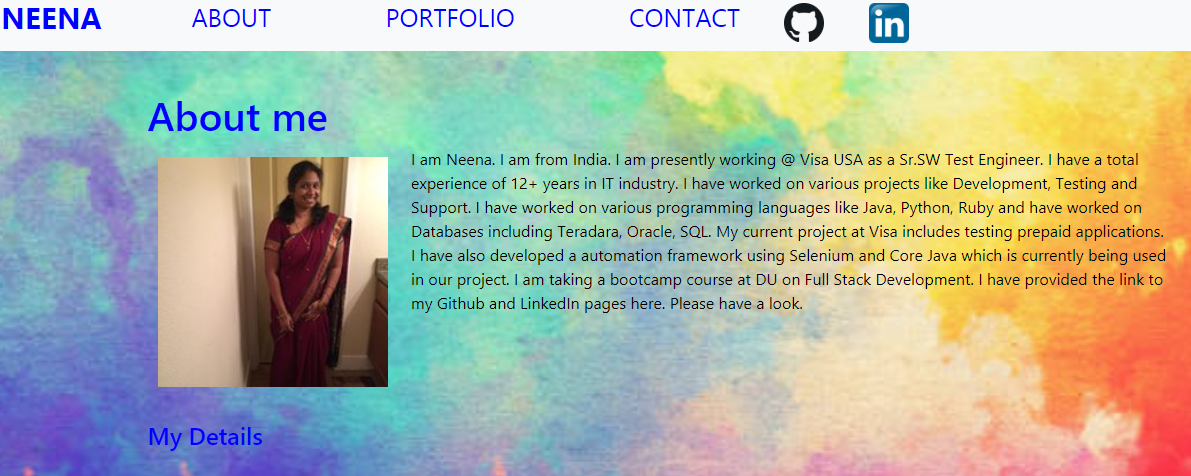 NEENA ABOUT PORTFOLIO CONTACT in
About me
I am Neena. I am from India. I am presently working @ Visa USA as a Sr.SW Test Engineer. I have a total
experience of 12+ years in IT industry. I have worked on various projects like Development, Testing and
Support. I have worked on various programming languages like Java, Python, Ruby and have worked on
Databases including Teradara, Oracle, SQL. My current project at Visa includes testing prepaid applications.
I have also developed a automation framework using Selenium and Core Java which is currently being used
in our project. I am taking a bootcamp course at DU on Full Stack Development. I have provided the link to
my Github and LinkedIn pages here. Please have a look.
My Details